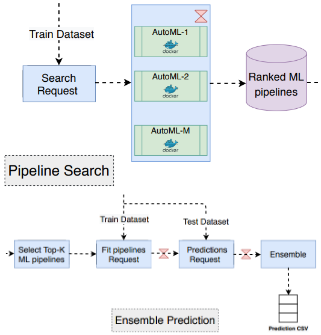 Train Dataset
Search
Request
AutoML-1
docker
AutoML-2
docker
AutoML-M
docker
Ranked ML
pipelines
Pipeline Search
Train Dataset
Test Dataset
Select Top-K
ML pipelines
Fit pipelines
Request
Predictions
Request
Ensemble
Prediction CSV
Ensemble Prediction